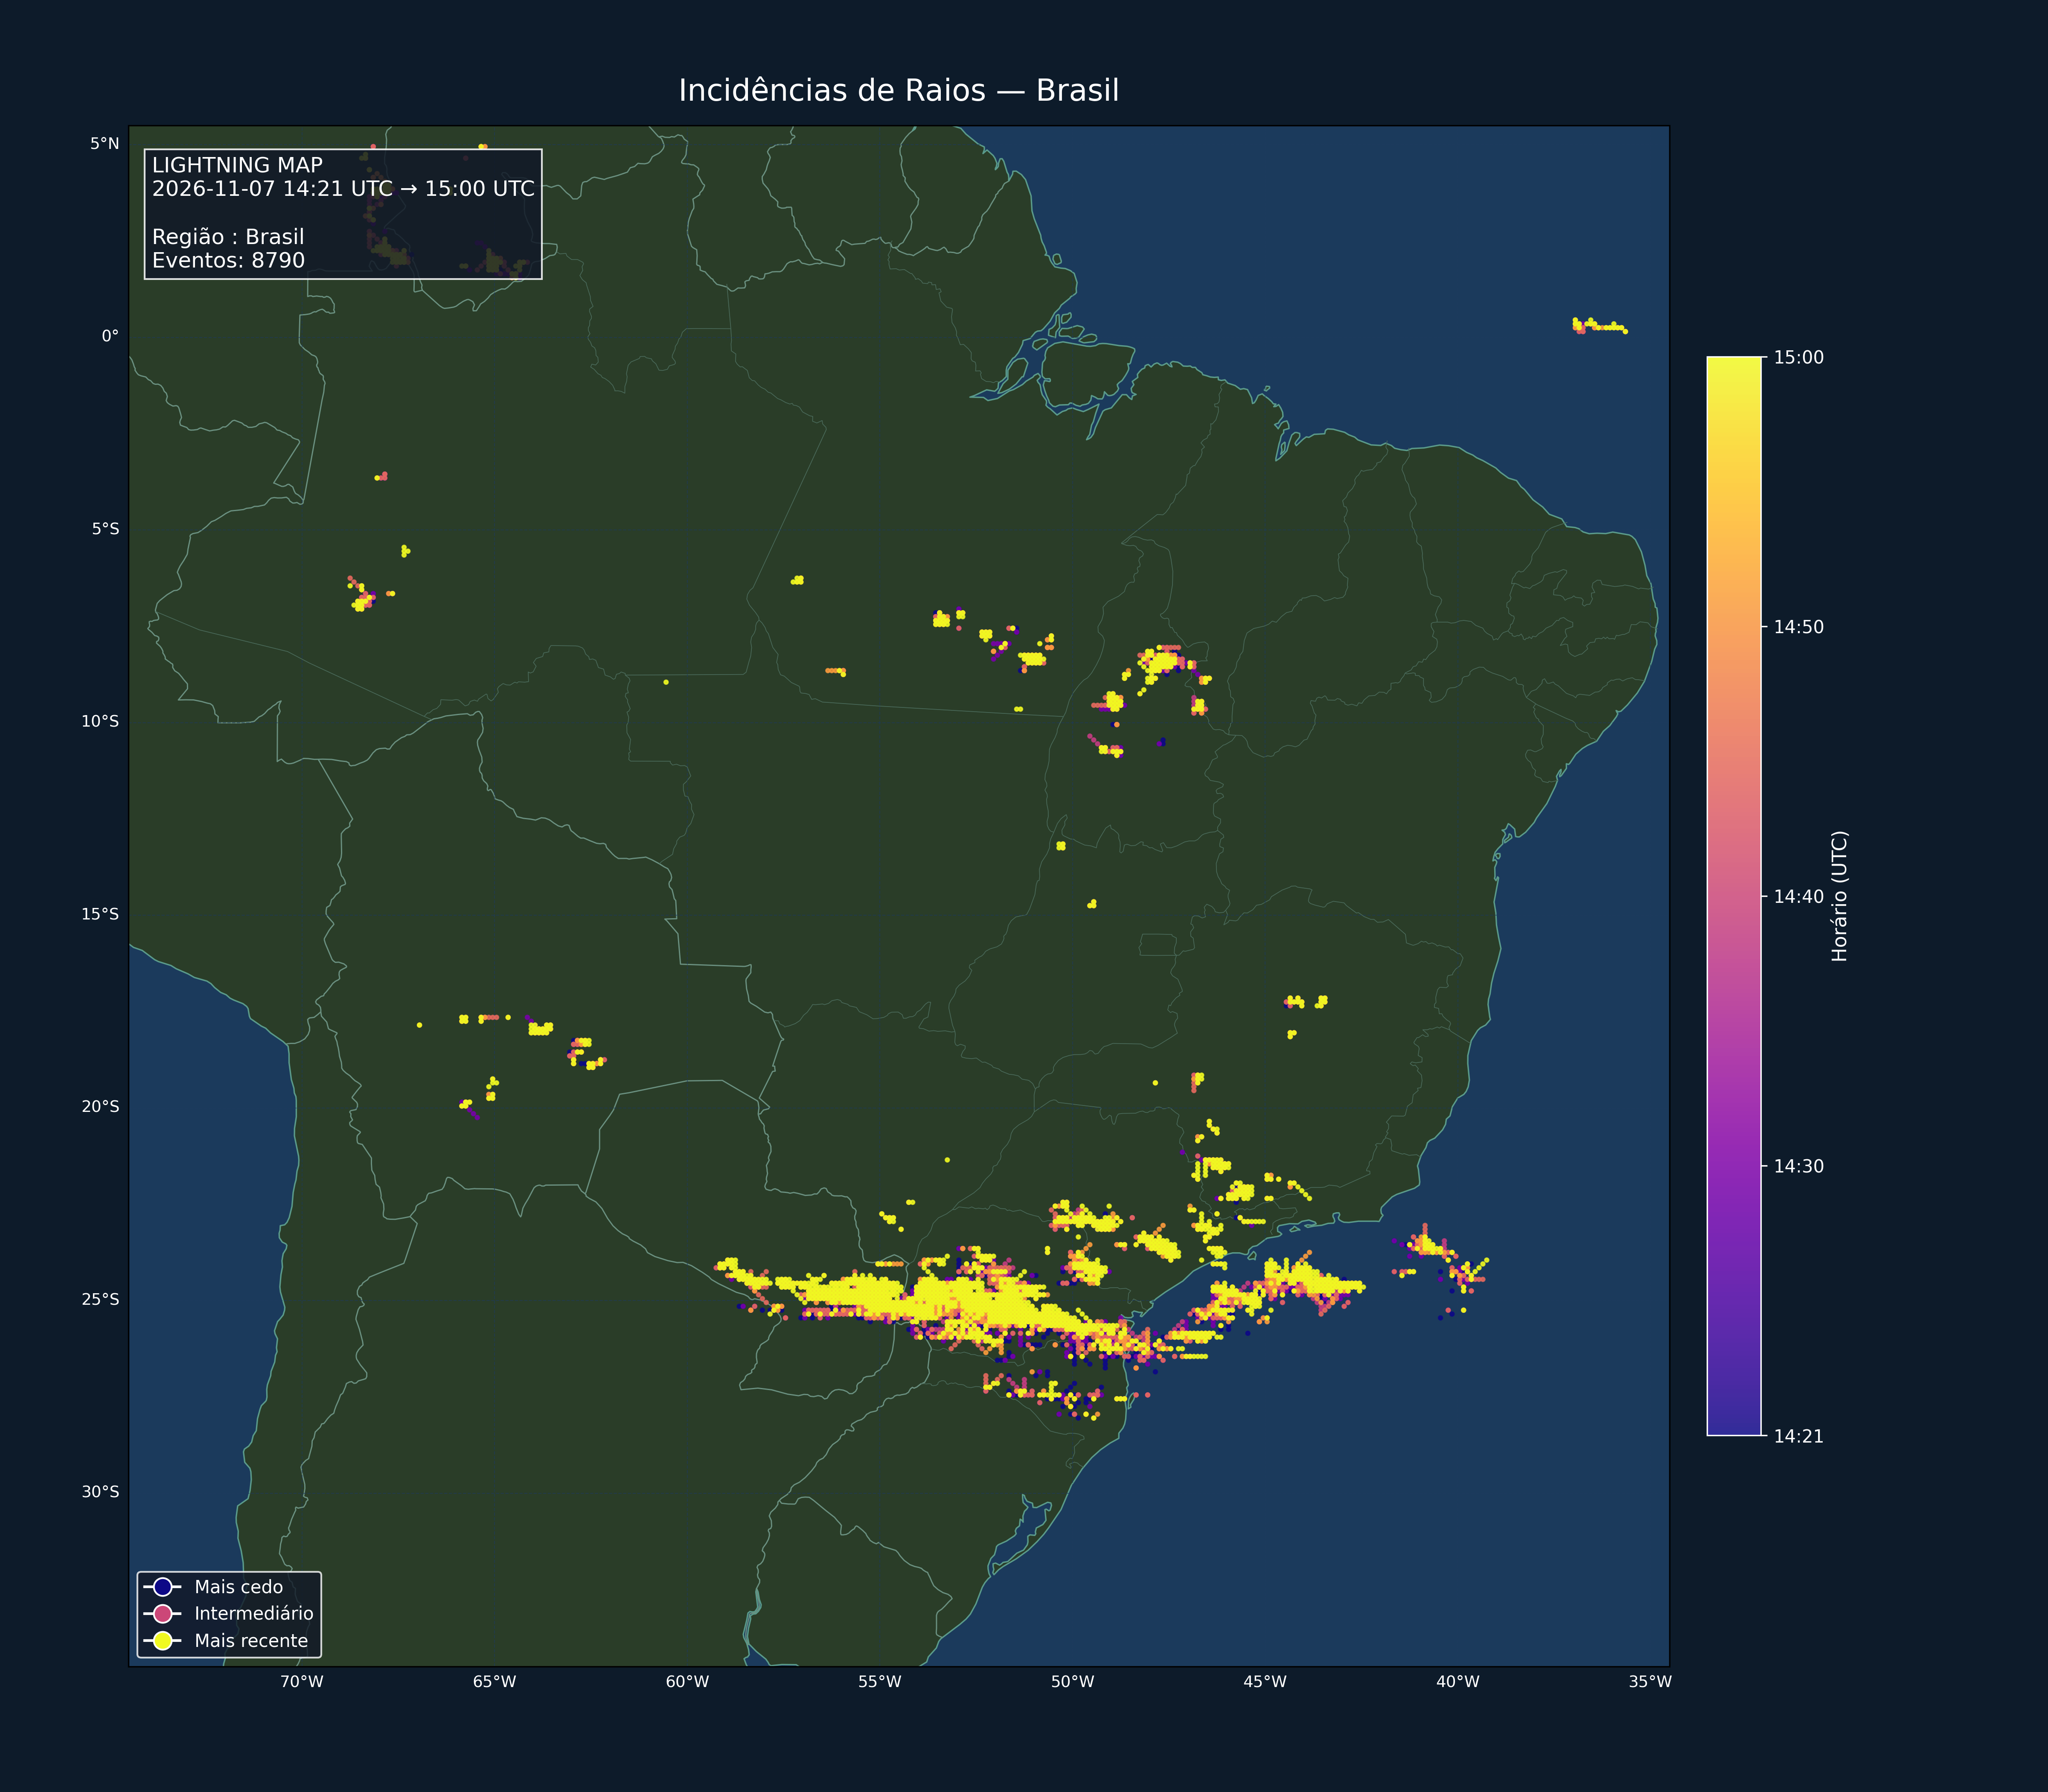 Incidências de Raios — Brasil
LIGHTNING MAP
2026-11-07 14:21 UTC → 15:00 UTC
Região : Brasil
Eventos: 8790
5°N
0°
5°S
10°S
15°S
20°S
25°S
30°S
70°W
65°W
60°W
55°W
50°W
45°W
40°W
35°W
Mais cedo
Intermediário
Mais recente
15:00
14:50
14:40
14:30
14:21
Horário (UTC)